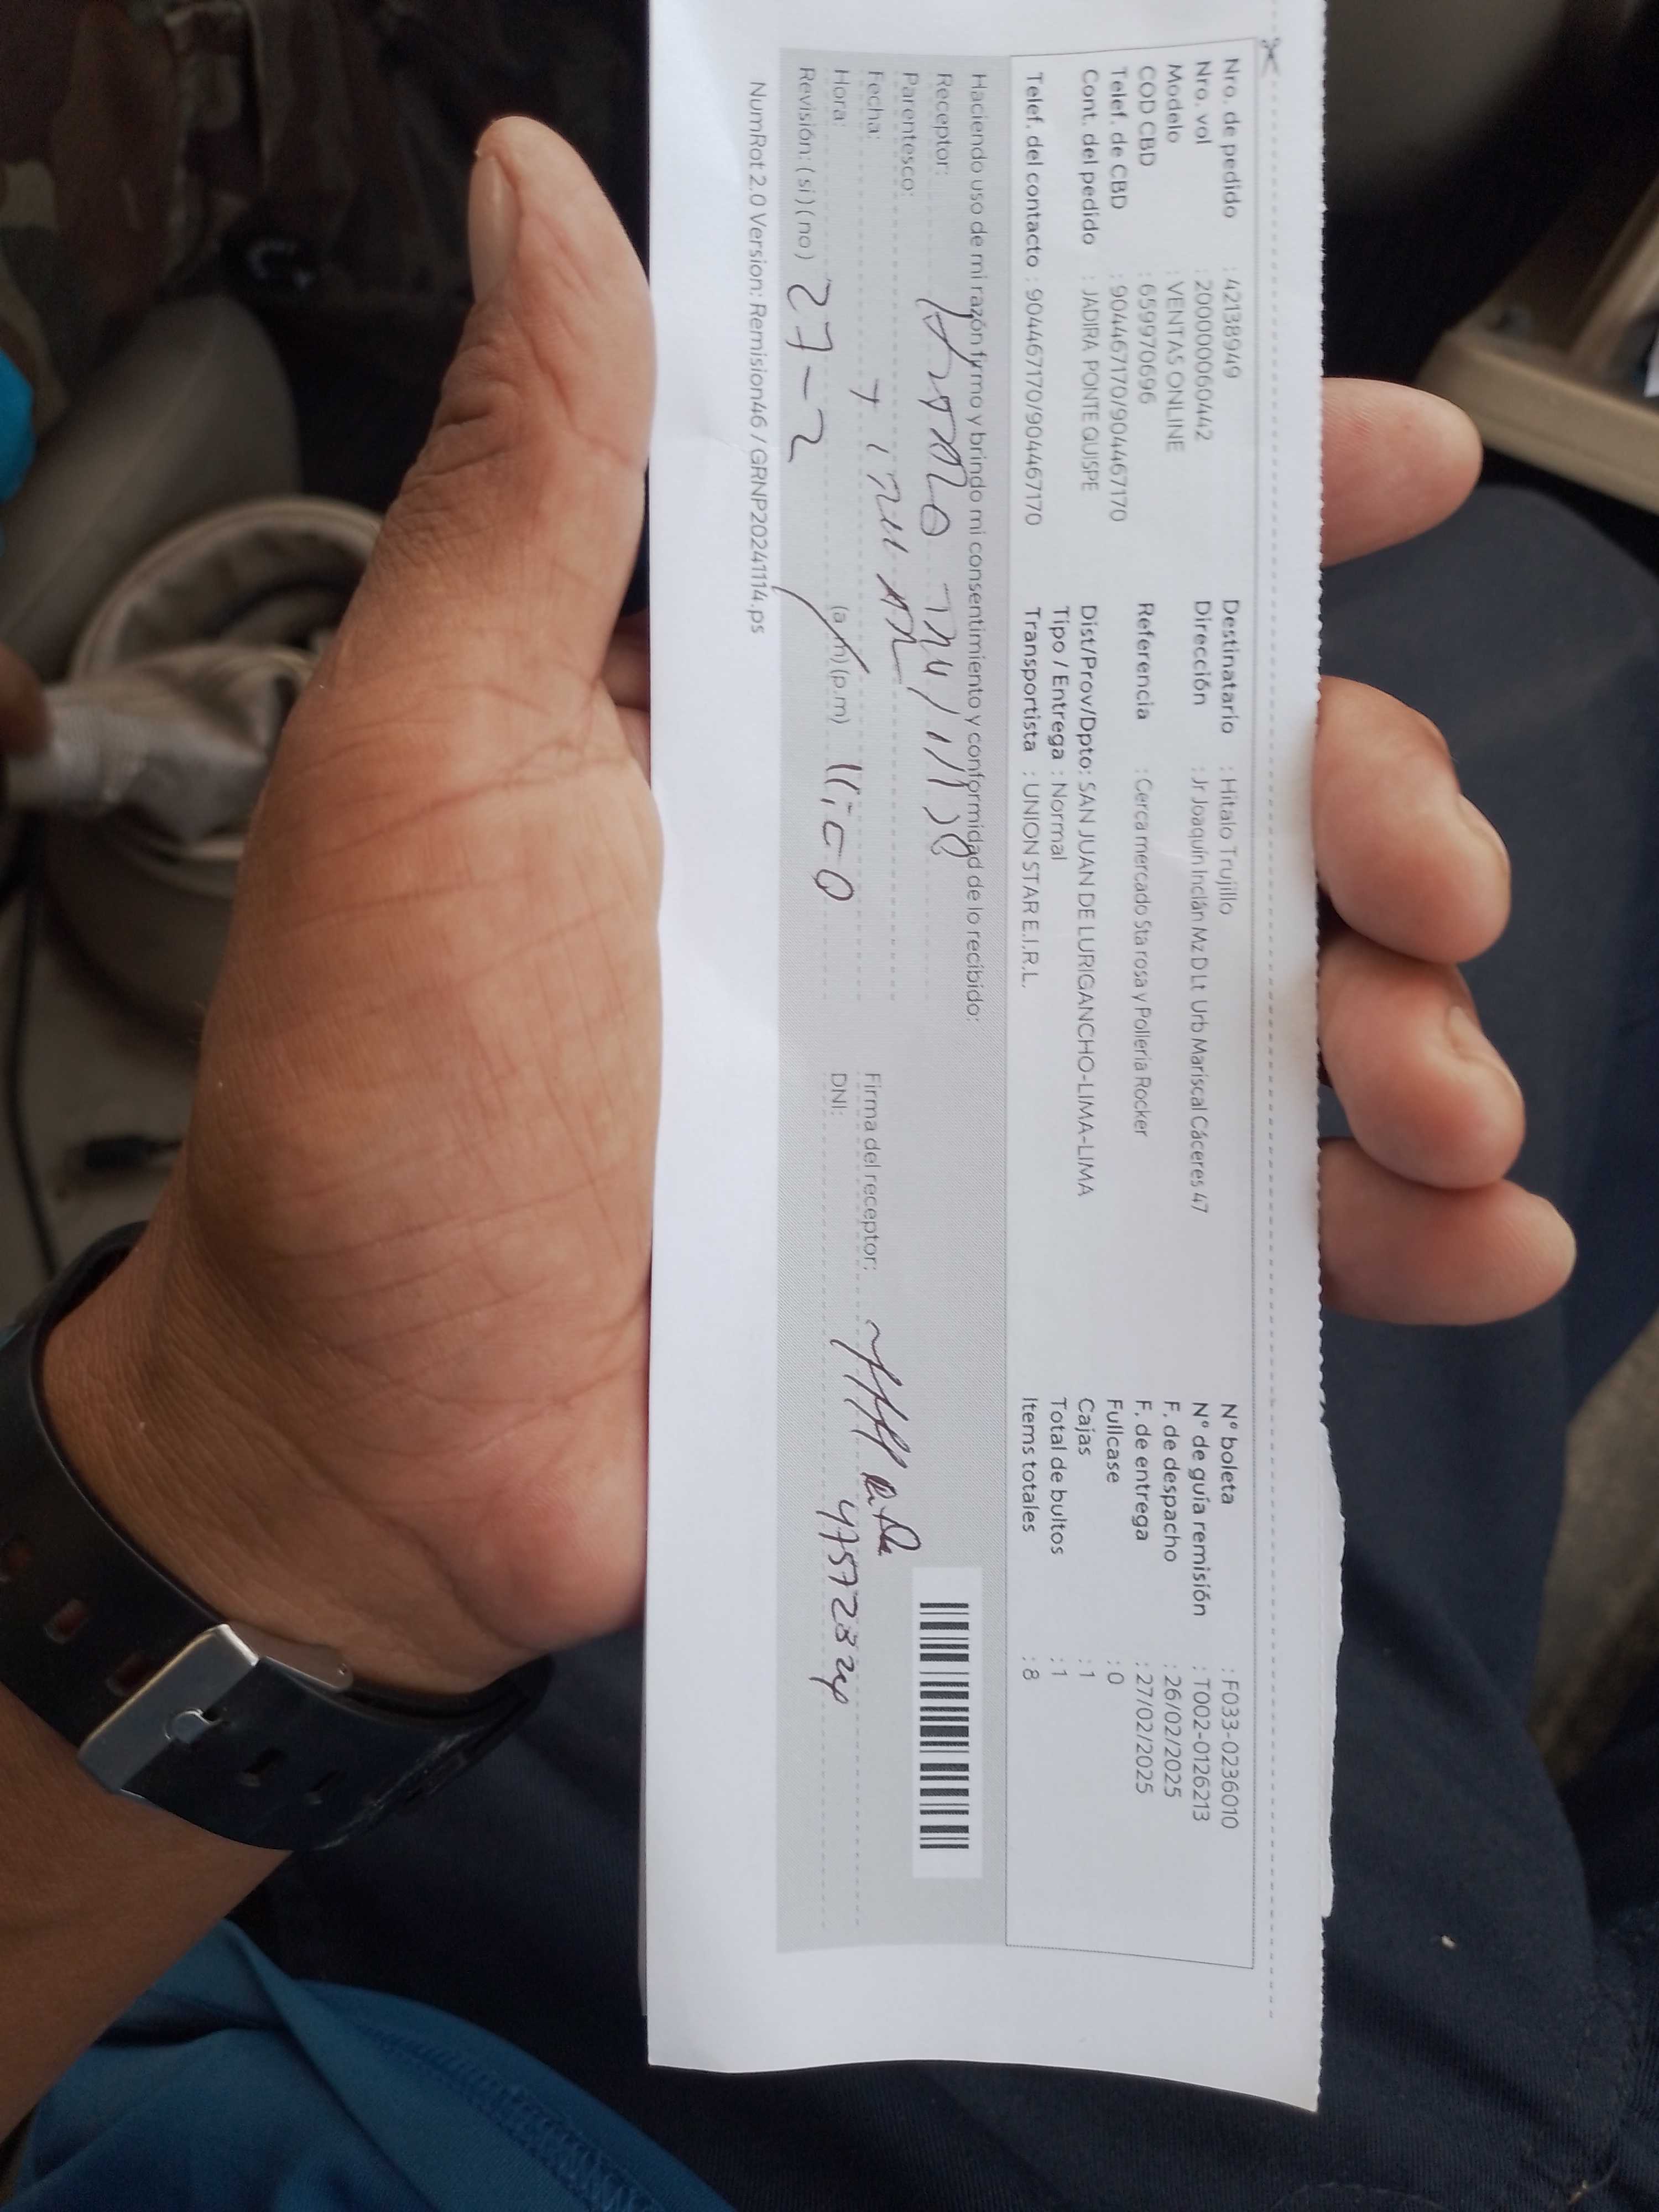 Nro. de pedido : 42138949
Nro. vol : 200000060442
Modelo : VENTAS ONLINE
COD CBD : 659970696
Telef. de CBD : 904467170/904467170
Cont. del pedido : JADIRA PONTE QUISPE
Telef. del contacto : 904467170/904467170
Destinatario : Hitalo Trujillo
Dirección : Jr Joaquín Inclán Mz D Lt Urb Mariscal Cáceres 47
Referencia : Cerca mercado Sta rosa y Polleria Rocker
Dist/Prov/Dpto: SAN JUAN DE LURIGANCHO-LIMA-LIMA
Tipo / Entrega : Normal
Transportista : UNION STAR E.I.R.L.
N° boleta : F033-0236010
N° de guía remisión : T002-0126213
F. de despacho : 26/02/2025
F. de entrega : 27/02/2025
Fullcase : 0
Cajas : 1
Total de bultos : 1
Items totales : 8
Haciendo uso de mi razón firmo y brindo mi consentimiento y conformidad de lo recibido:
Receptor:
Parentesco:
Fecha:
Hora: (a.m)(p.m) 11:00
Revisión: (si)(no) 27-2
Firma del receptor:
DNI:
NumRot 2.0 Version: Remision46 / GRNP20241114.ps